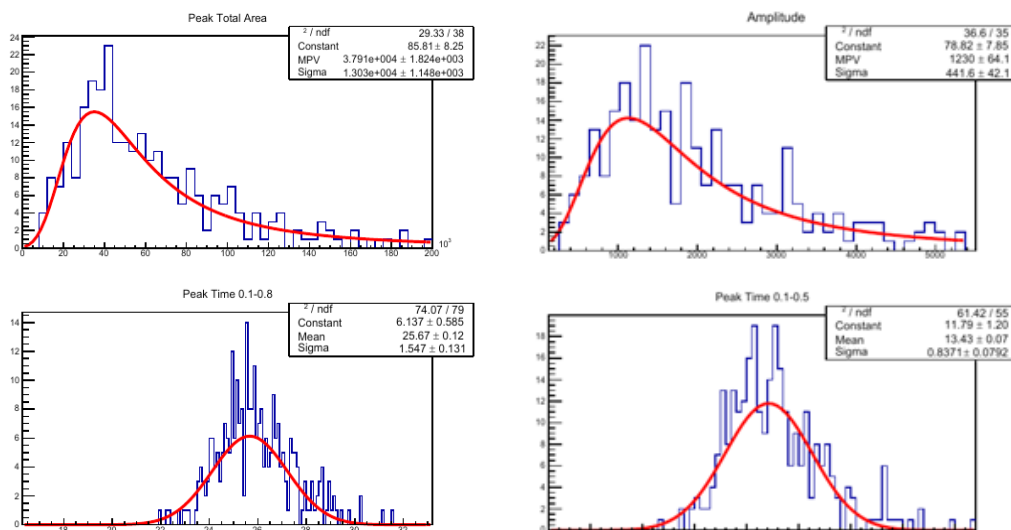 Peak Total Area
2 / ndf 29.33 / 38
Constant 85.81 ± 8.25
MPV 3.791e+004 ± 1.824e+003
Sigma 1.303e+004 ± 1.148e+003
24
22
20
18
16
14
12
10
8
6
4
2
0
0 20 40 60 80 100 120 140 160 180 200
10³
Amplitude
2 / ndf 36.6 / 35
Constant 78.82 ± 7.85
MPV 1230 ± 64.1
Sigma 441.6 ± 42.1
22
20
18
16
14
12
10
8
6
4
2
0
1000 2000 3000 4000 5000
Peak Time 0.1-0.8
2 / ndf 74.07 / 79
Constant 6.137 ± 0.585
Mean 25.67 ± 0.12
Sigma 1.547 ± 0.131
14
12
10
8
6
4
2
0
18 20 22 24 26 28 30 32
Peak Time 0.1-0.5
2 / ndf 61.42 / 55
Constant 11.79 ± 1.20
Mean 13.43 ± 0.07
Sigma 0.8371 ± 0.0792
18
16
14
12
10
8
6
4
2
0